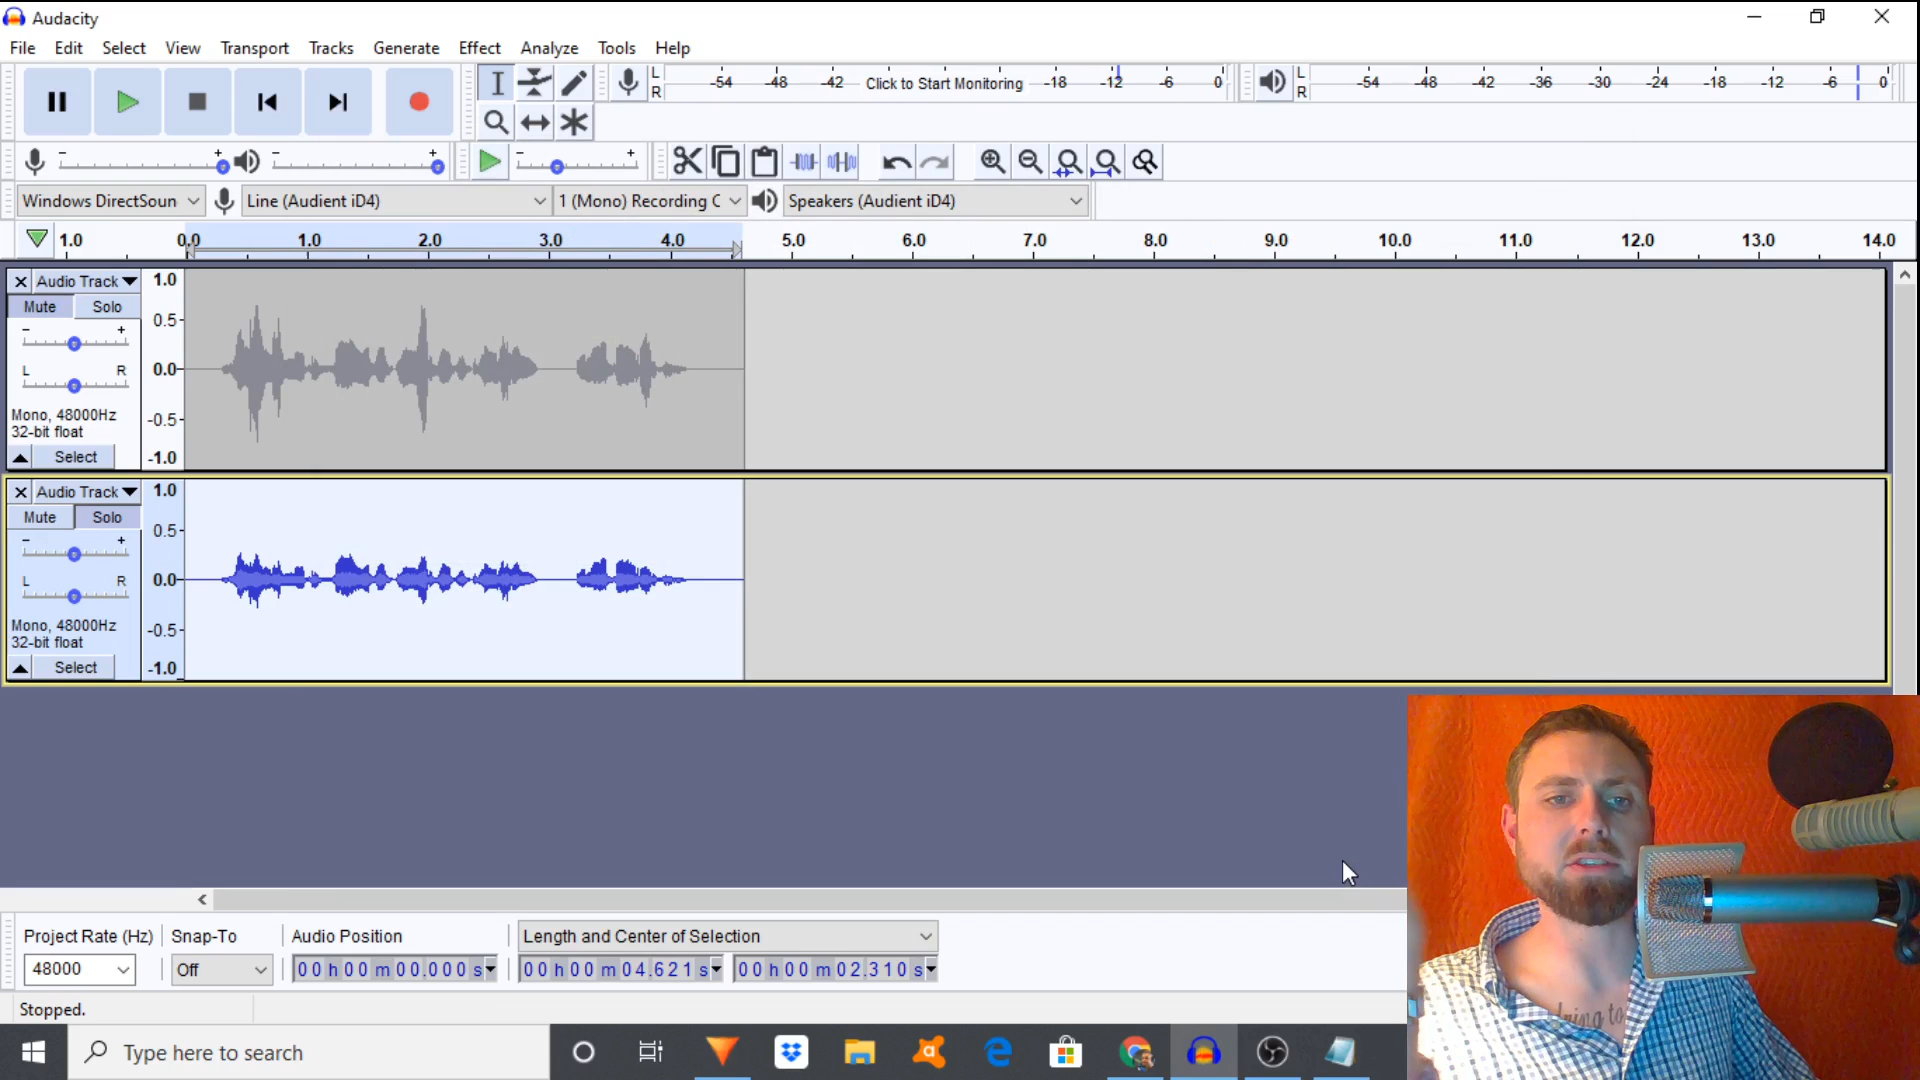 Audacity
File Edit Select View Transport Tracks Generate Effect Analyze Tools Help
L
R
-54 -48 -42 Click to Start Monitoring -18 -12 -6 0
L
R
-54 -48 -42 -36 -30 -24 -18 -12 -6 0
- +
- +
- +
Windows DirectSoun
Line (Audient iD4)
1 (Mono) Recording C
Speakers (Audient iD4)
1.0 0.0 1.0 2.0 3.0 4.0 5.0 6.0 7.0 8.0 9.0 10.0 11.0 12.0 13.0 14.0
Audio Track
Mute Solo
- +
L R
Mono, 48000Hz
32-bit float
Select
1.0
0.5
0.0
-0.5
-1.0
Audio Track
Mute Solo
- +
L R
Mono, 48000Hz
32-bit float
Select
1.0
0.5
0.0
-0.5
-1.0
Project Rate (Hz) Snap-To Audio Position Length and Center of Selection
48000 Off 00 h 00 m 00.000 s 00 h 00 m 04.621 s 00 h 00 m 02.310 s
Stopped.
Type here to search